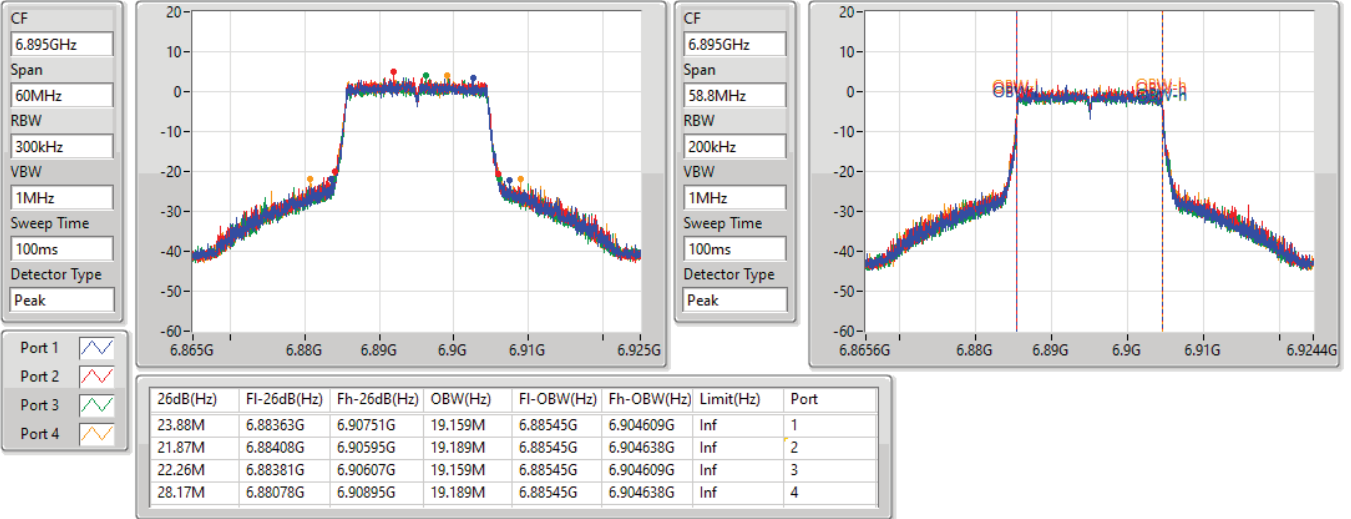 CF
6.895GHz
Span
60MHz
RBW
300kHz
VBW
1MHz
Sweep Time
100ms
Detector Type
Peak
20
10
0
-10
-20
-30
-40
-50
-60
6.865G 6.88G 6.89G 6.9G 6.91G 6.925G
CF
6.895GHz
Span
58.8MHz
RBW
200kHz
VBW
1MHz
Sweep Time
100ms
Detector Type
Peak
20
10
0
-10
-20
-30
-40
-50
-60
OBW-h
6.8656G 6.88G 6.89G 6.9G 6.91G 6.9244G
Port 1
Port 2
Port 3
Port 4
26dB(Hz) Fl-26dB(Hz) Fh-26dB(Hz) OBW(Hz) Fl-OBW(Hz) Fh-OBW(Hz) Limit(Hz) Port
23.88M 6.88363G 6.90751G 19.159M 6.88545G 6.904609G Inf 1
21.87M 6.88408G 6.90595G 19.189M 6.88545G 6.904638G Inf 2
22.26M 6.88381G 6.90607G 19.159M 6.88545G 6.904609G Inf 3
28.17M 6.88078G 6.90895G 19.189M 6.88545G 6.904638G Inf 4